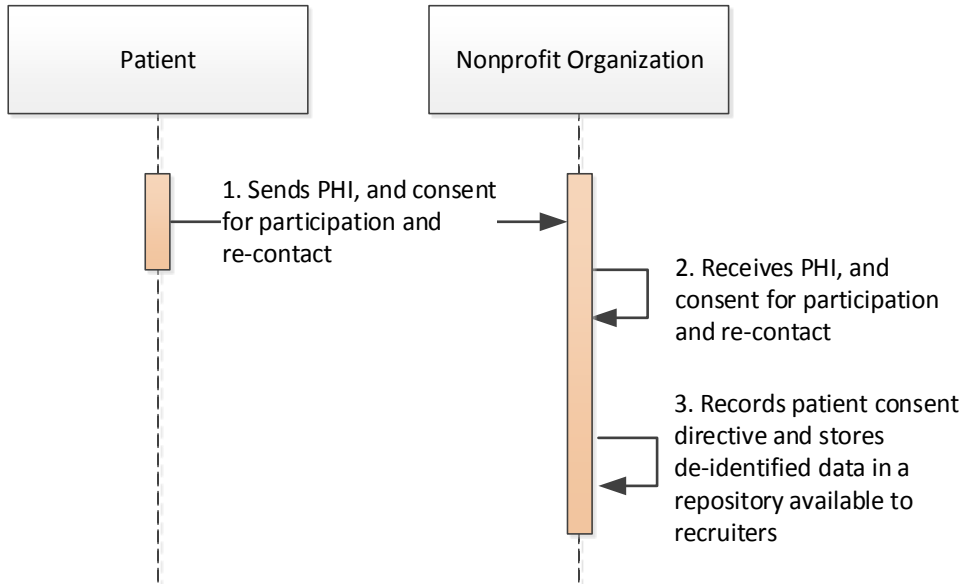 Patient
Nonprofit Organization
1. Sends PHI, and consent
for participation and
re-contact
2. Receives PHI, and
consent for participation
and re-contact
3. Records patient consent
directive and stores
de-identified data in a
repository available to
recruiters